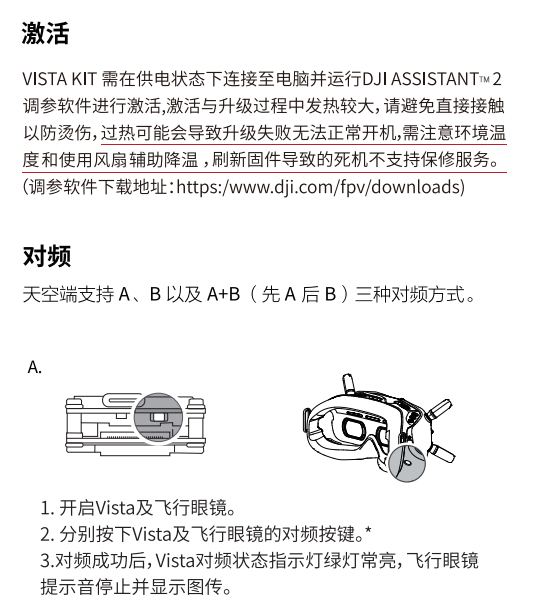 激活
VISTA KIT 需在供电状态下连接至电脑并运行DJI ASSISTANT™ 2
调参软件进行激活,激活与升级过程中发热较大，请避免直接接触
以防烫伤，过热可能会导致升级失败无法正常开机,需注意环境温
度和使用风扇辅助降温 ，刷新固件导致的死机不支持保修服务。
(调参软件下载地址：https:/www.dji.com/fpv/downloads)
对频
天空端支持 A 、B 以及 A+B（ 先 A 后 B ）三种对频方式。
A.
1. 开启Vista及飞行眼镜。
2. 分别按下Vista及飞行眼镜的对频按键。*
3.对频成功后，Vista对频状态指示灯绿灯常亮，飞行眼镜
提示音停止并显示图传。